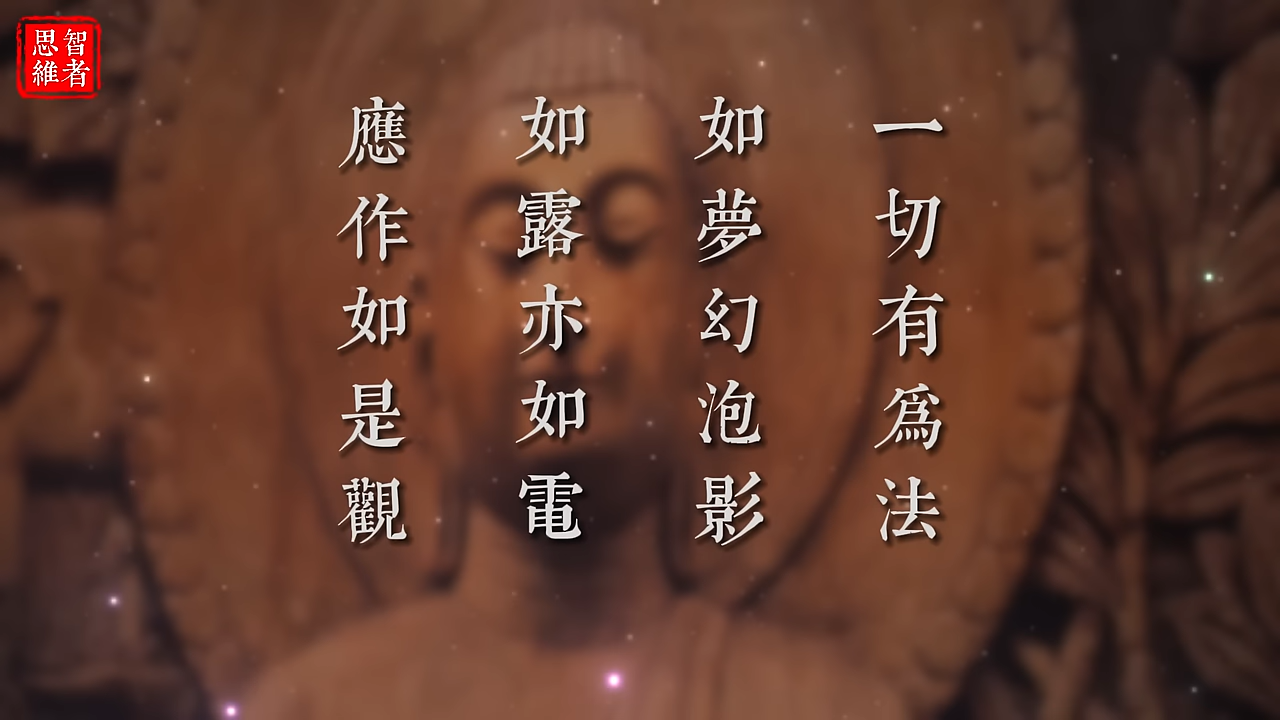 一切有爲法
如夢幻泡影
如露亦如電
應作如是觀
智者
思維